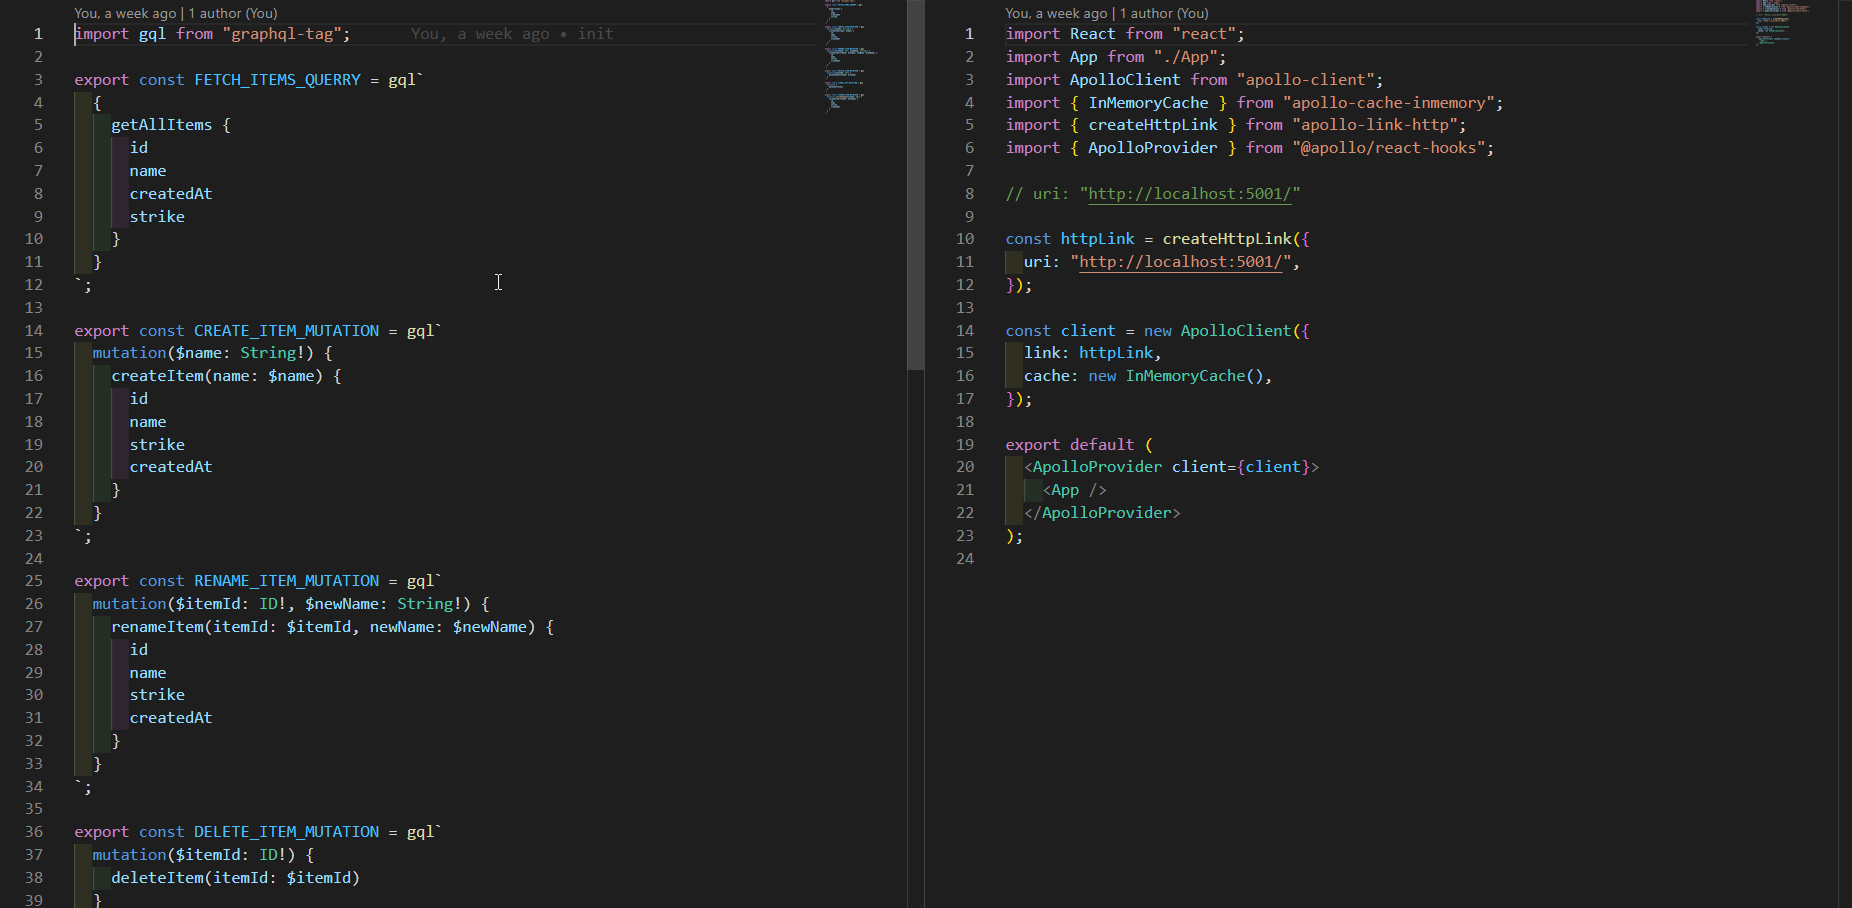 You, a week ago | 1 author (You)
1 import gql from "graphql-tag"; You, a week ago • init
2
3 export const FETCH_ITEMS_QUERRY = gql`
4 {
5 getAllItems {
6 id
7 name
8 createdAt
9 strike
10 }
11 }
12 `;
13
14 export const CREATE_ITEM_MUTATION = gql`
15 mutation($name: String!) {
16 createItem(name: $name) {
17 id
18 name
19 strike
20 createdAt
21 }
22 }
23 `;
24
25 export const RENAME_ITEM_MUTATION = gql`
26 mutation($itemId: ID!, $newName: String!) {
27 renameItem(itemId: $itemId, newName: $newName) {
28 id
29 name
30 strike
31 createdAt
32 }
33 }
34 `;
35
36 export const DELETE_ITEM_MUTATION = gql`
37 mutation($itemId: ID!) {
38 deleteItem(itemId: $itemId)
39 }
You, a week ago | 1 author (You)
1 import React from "react";
2 import App from "./App";
3 import ApolloClient from "apollo-client";
4 import { InMemoryCache } from "apollo-cache-inmemory";
5 import { createHttpLink } from "apollo-link-http";
6 import { ApolloProvider } from "@apollo/react-hooks";
7
8 // uri: "http://localhost:5001/"
9
10 const httpLink = createHttpLink({
11 uri: "http://localhost:5001/",
12 });
13
14 const client = new ApolloClient({
15 link: httpLink,
16 cache: new InMemoryCache(),
17 });
18
19 export default (
20 <ApolloProvider client={client}>
21 <App />
22 </ApolloProvider>
23 );
24